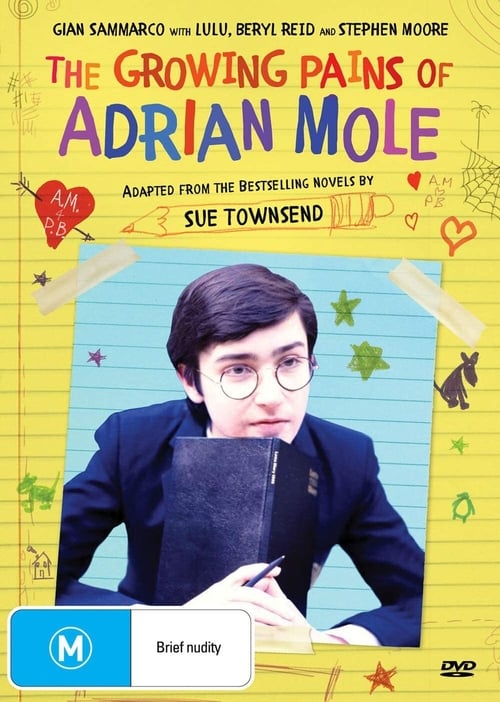 GIAN SAMMARCO WITH LULU, BERYL REID AND STEPHEN MOORE
THE GROWING PAINS OF
ADRIAN MOLE
ADAPTED FROM THE BESTSELLING NOVELS BY
SUE TOWNSEND
A.M.
4
P.B.
A M
P B
M
Brief nudity
DVD